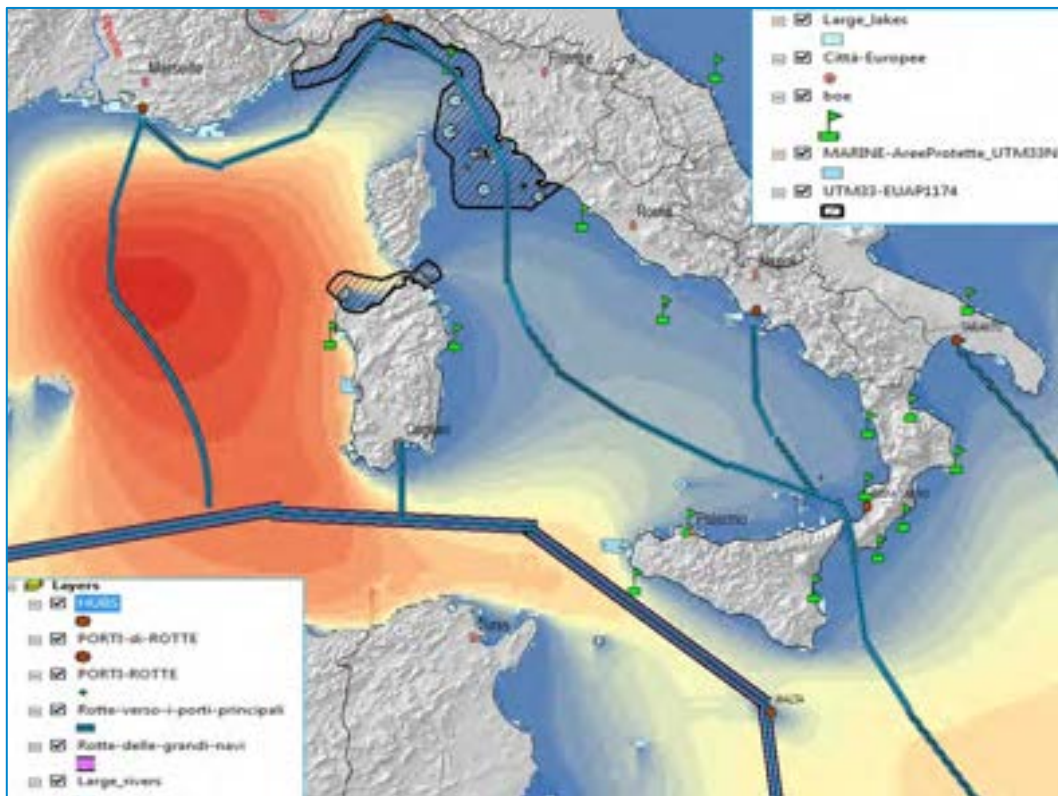 Large_lakes
Città-Europee
boe
MARINE-AreeProtette_UTM33N
UTM33-EUAP1174
Marseille
Firenze
Roma
Napoli
TARANTO
Cagliari
Palermo
Tunis
MALTA
Layers
HUBS
PORTI-di-ROTTE
PORTI-ROTTE
Rotte-verso-i-porti-principali
Rotte-delle-grandi-navi
Large_rivers